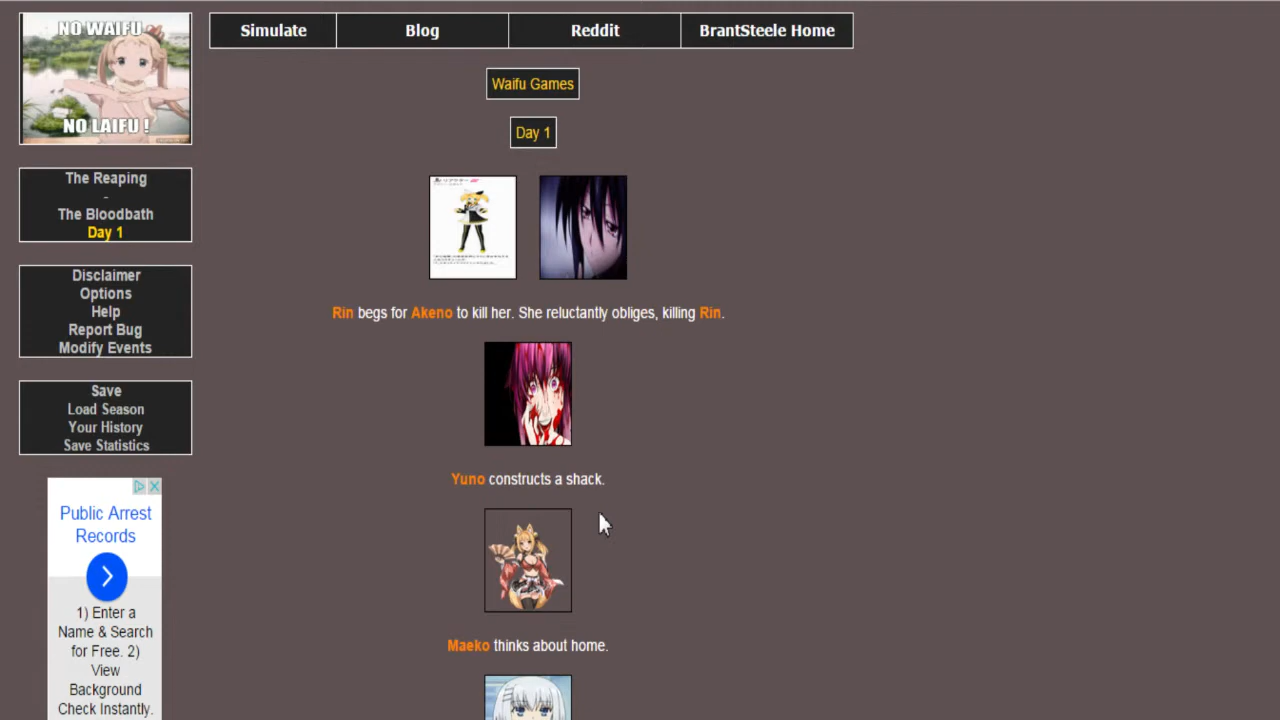 NO WAIFU
NO LAIFU !
Simulate
Blog
Reddit
BrantSteele Home
Waifu Games
Day 1
The Reaping
-
The Bloodbath
Day 1
Disclaimer
Options
Help
Report Bug
Modify Events
Save
Load Season
Your History
Save Statistics
Public Arrest
Records
1) Enter a
Name & Search
for Free. 2)
View
Background
Check Instantly.
Rin begs for Akeno to kill her. She reluctantly obliges, killing Rin.
Yuno constructs a shack.
Maeko thinks about home.